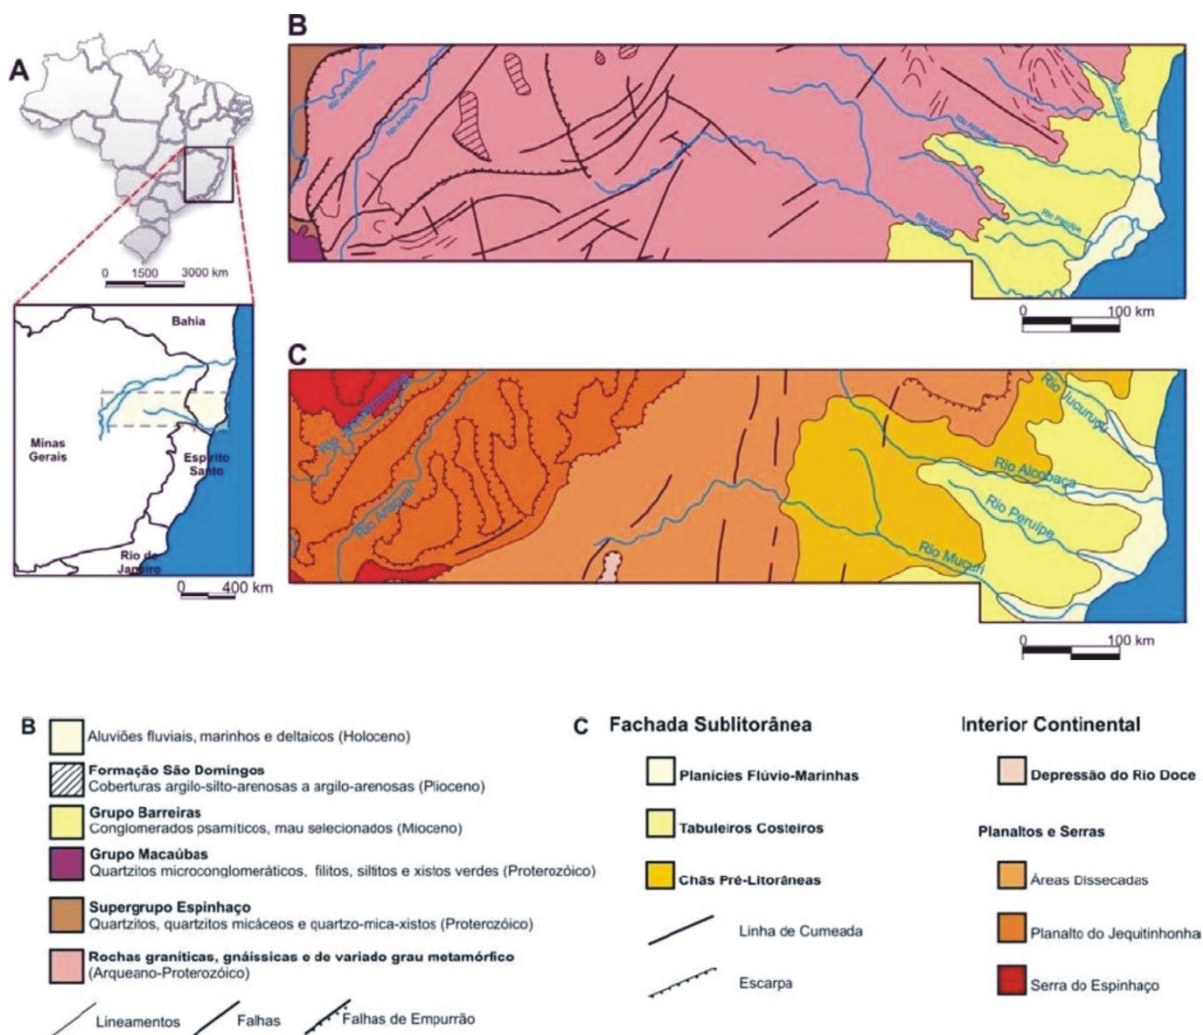 A
0 1500 3000 km
Bahia
Minas
Gerais
Espírito
Santo
Rio de
Janeiro
0 400 km
B
Rio Jequitinhonha
Rio Araçuaí
Rio Alcobaça
Rio Jucuruçu
Rio Peruípe
Rio Mucuri
0 100 km
C
Rio Jequitinhonha
Rio Araçuaí
Rio Jucuruçu
Rio Alcobaça
Rio Peruípe
Rio Mucuri
0 100 km
B
Aluviões fluviais, marinhos e deltaicos (Holoceno)
Formação São Domingos
Coberturas argilo-silto-arenosas a argilo-arenosas (Plioceno)
Grupo Barreiras
Conglomerados psamíticos, mau selecionados (Mioceno)
Grupo Macaúbas
Quartzitos microconglomeráticos, filitos, siltitos e xistos verdes (Proterozóico)
Supergrupo Espinhaço
Quartzitos, quartzitos micáceos e quartzo-mica-xistos (Proterozóico)
Rochas graníticas, gnáissicas e de variado grau metamórfico
(Arqueano-Proterozóico)
Lineamentos
Falhas
Falhas de Empurrão
C
Fachada Sublitorânea
Planícies Flúvio-Marinhas
Tabuleiros Costeiros
Chãs Pré-Litorâneas
Linha de Cumeada
Escarpa
Interior Continental
Depressão do Rio Doce
Planaltos e Serras
Áreas Dissecadas
Planalto do Jequitinhonha
Serra do Espinhaço